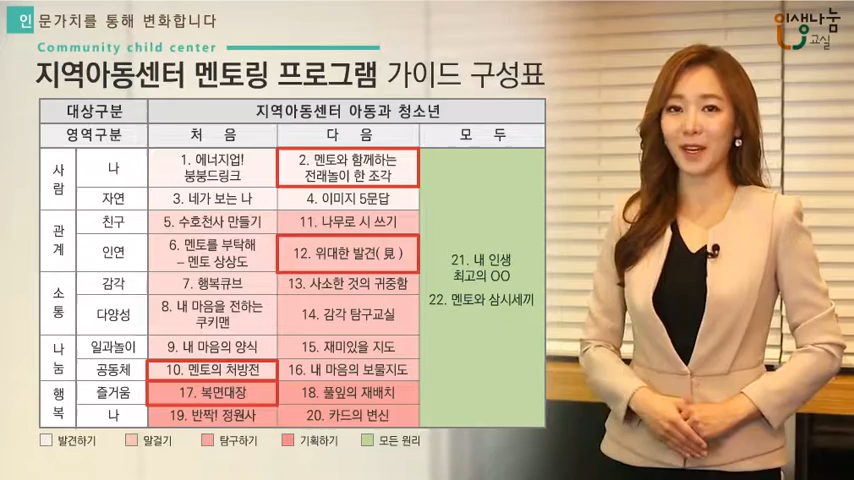 인문가치를 통해 변화합니다
인생나눔
교실
Community child center
지역아동센터 멘토링 프로그램 가이드 구성표
대상구분 지역아동센터 아동과 청소년
영역구분 처 음 다 음 모 두
사람
나
1. 에너지업!
붕붕드링크
2. 멘토와 함께하는
전래놀이 한 조각
자연 3. 네가 보는 나 4. 이미지 5문답
관계
친구 5. 수호천사 만들기 11. 나무로 시 쓰기
인연
6. 멘토를 부탁해
– 멘토 상상도
12. 위대한 발견( 見 )
소통
감각 7. 행복큐브 13. 사소한 것의 귀중함
다양성
8. 내 마음을 전하는
쿠키맨
14. 감각 탐구교실
나눔
일과놀이 9. 내 마음의 양식 15. 재미있을 지도
공동체 10. 멘토의 처방전 16. 내 마음의 보물지도
행복
즐거움 17. 복면대장 18. 풀잎의 재배치
나 19. 반짝! 정원사 20. 카드의 변신
21. 내 인생
최고의 OO
22. 멘토와 삼시세끼
발견하기 말걸기 탐구하기 기획하기 모든 원리